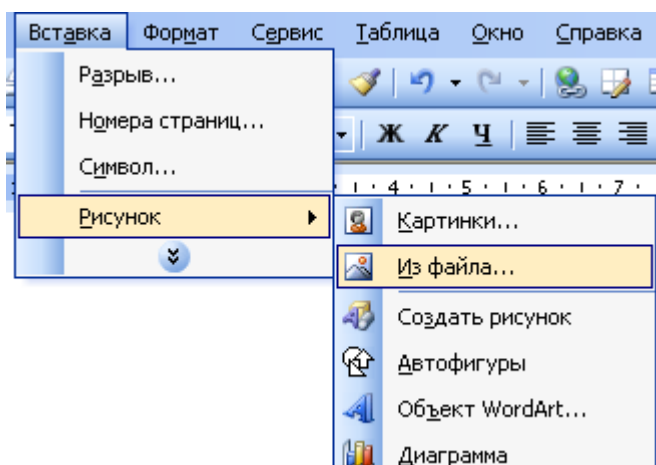 Вставка Формат Сервис Таблица Окно Справка
Разрыв...
Номера страниц...
Ж К Ч
Символ...
4 5 6 7
Рисунок
Картинки...
Из файла...
Создать рисунок
Автофигуры
Объект WordArt...
Диаграмма